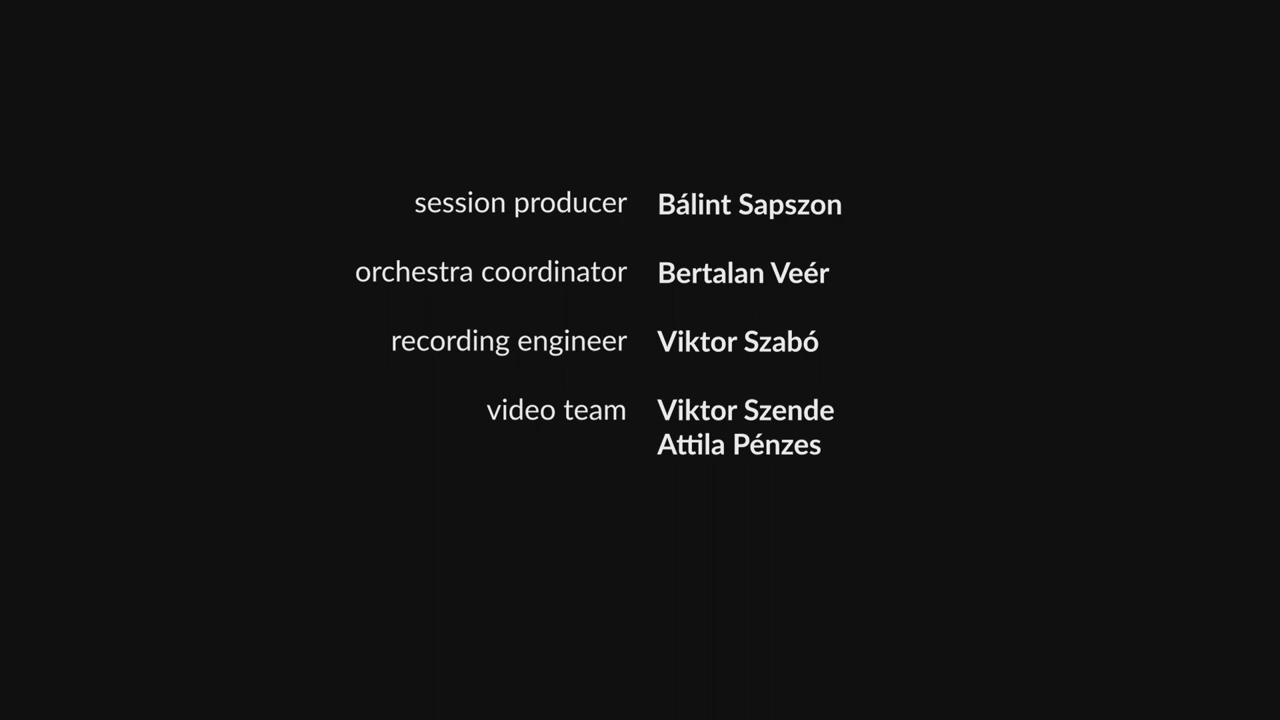 session producer Bálint Sapszon
orchestra coordinator Bertalan Veér
recording engineer Viktor Szabó
video team Viktor Szende
Attila Pénzes